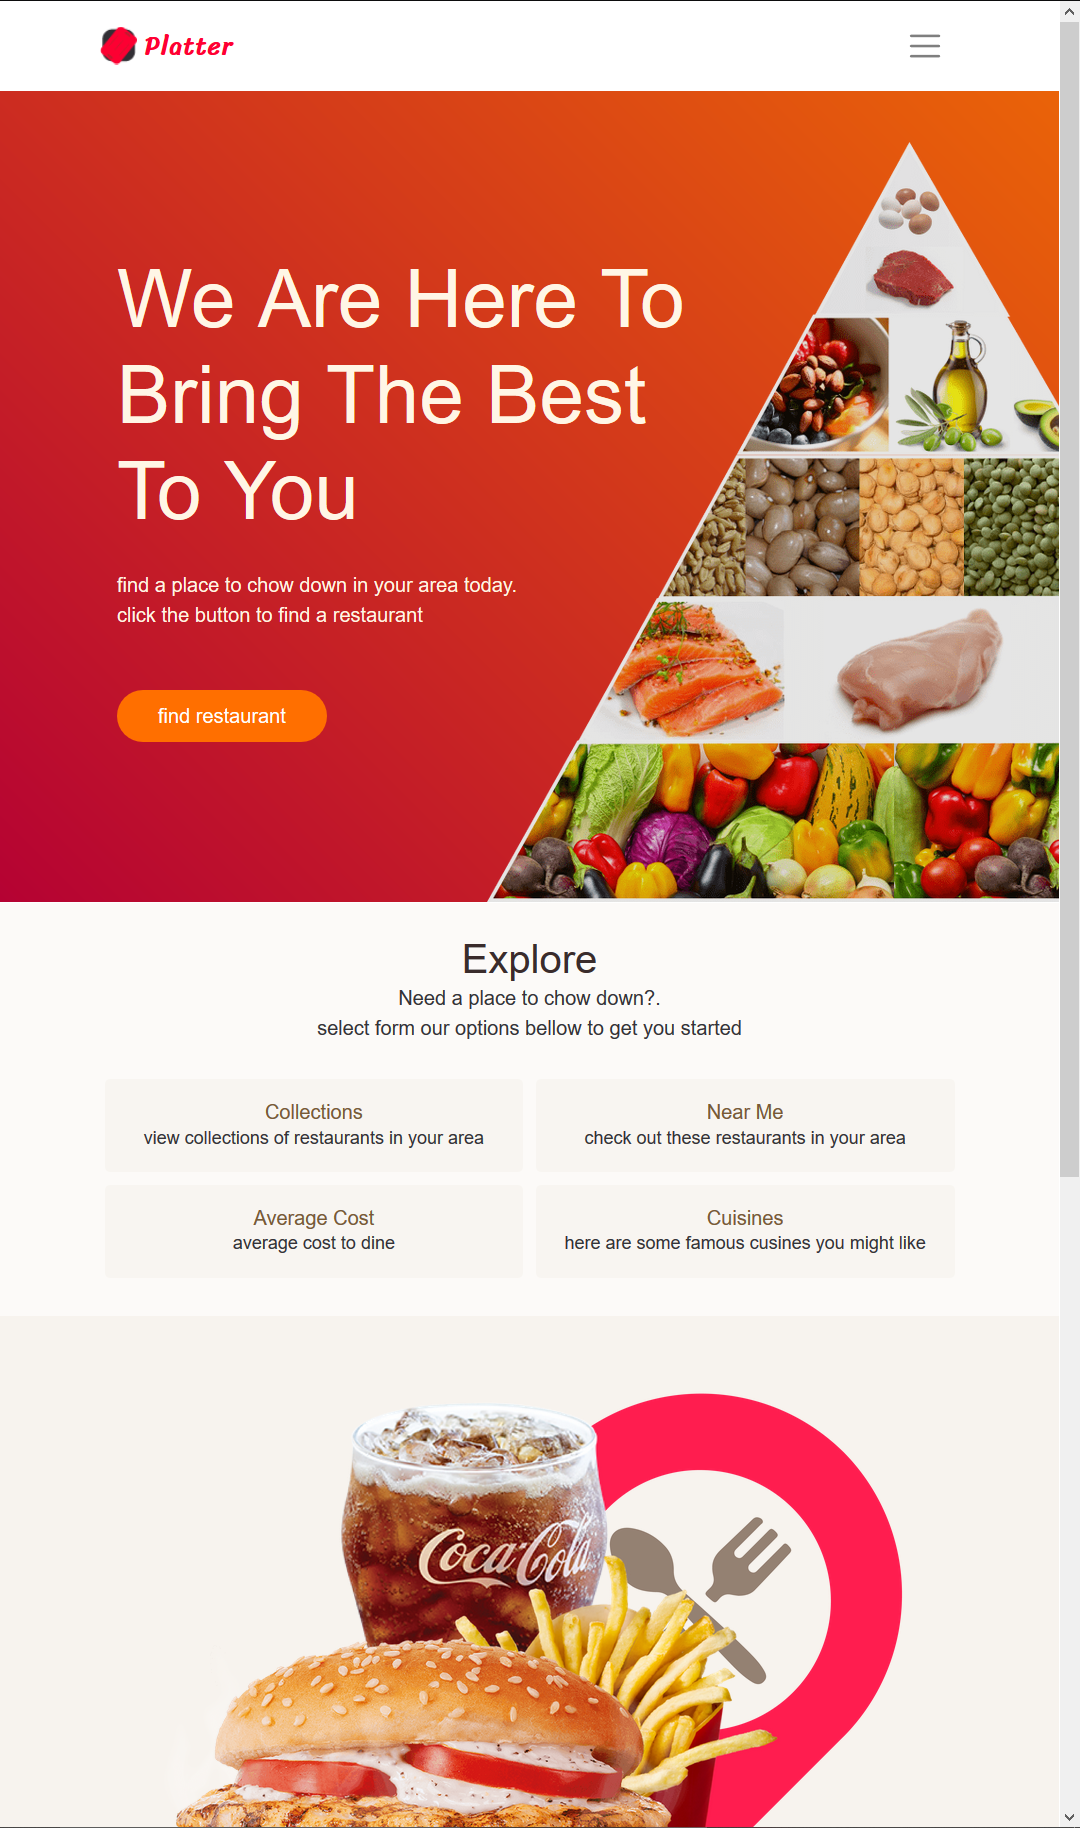 Platter
We Are Here To
Bring The Best
To You
find a place to chow down in your area today.
click the button to find a restaurant
find restaurant
Explore
Need a place to chow down?.
select form our options bellow to get you started
Collections
view collections of restaurants in your area
Near Me
check out these restaurants in your area
Average Cost
average cost to dine
Cuisines
here are some famous cusines you might like
Coca-Cola